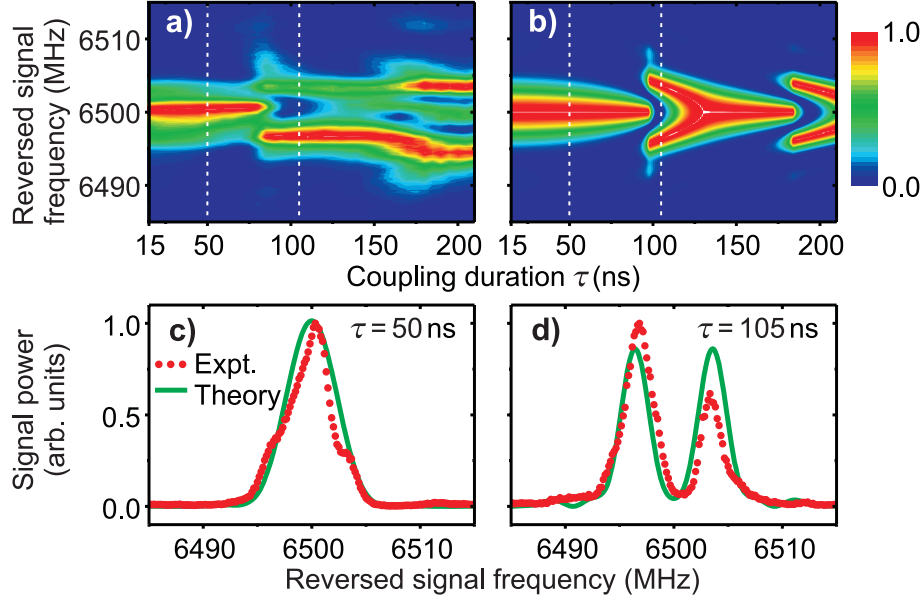 a)
b)
Reversed signal
frequency (MHz)
6515
6500
6490
1.0
0.0
15 50 100 150 200
15 50 100 150 200
Coupling duration τ (ns)
c)
τ = 50 ns
d)
τ = 105 ns
Expt.
Theory
Signal power
(arb. units)
1.0
0.5
0.0
6490 6500 6510
6490 6500 6510
Reversed signal frequency (MHz)